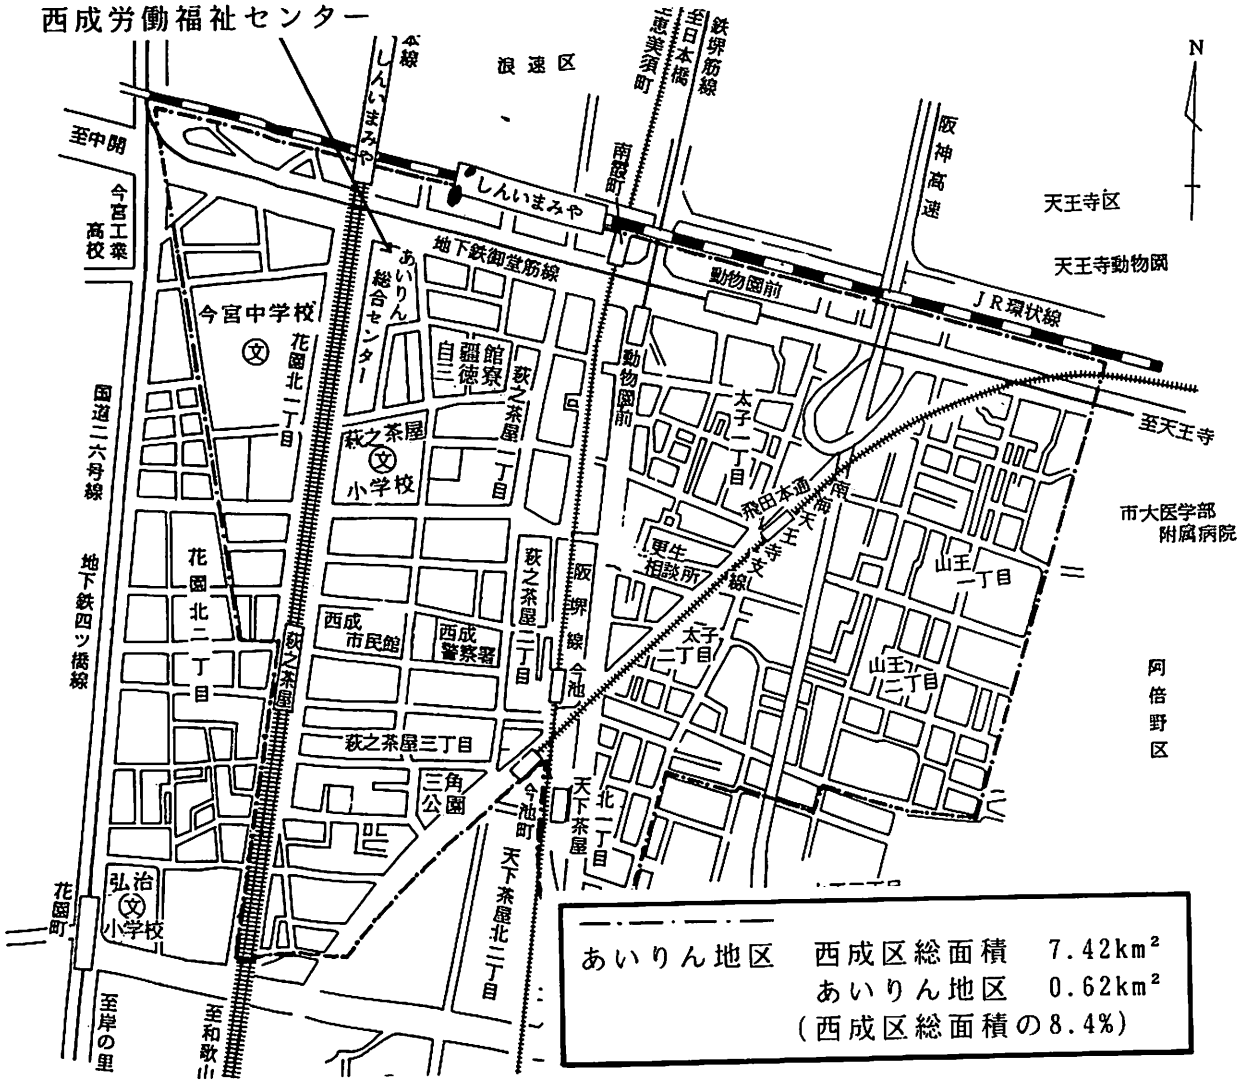 西成労働福祉センター
本線
しんいまみや
浪速区
至恵美須町
至日本橋
鉄堺筋線
N
阪神高速
天王寺区
天王寺動物園
至中開
今宮工業
高校
南霞町
しんいまみや
地下鉄御堂筋線
動物園前
JR環状線
あいりん
総合センター
今宮中学校
文
花園北一丁目
自彊館
三徳寮
萩之茶屋一丁目
動物園前
太子一丁目
至天王寺
国道二六号線
萩之茶屋
文
小学校
飛田本通
南海天王寺支線
市大医学部
附属病院
地下鉄四ツ橋線
花園北二丁目
萩之茶屋二丁目
阪堺線
更生
相談所
山王
一丁目
西成
市民館
西成
警察署
太子
二丁目
萩之茶屋
今池
山王
二丁目
阿倍野区
萩之茶屋三丁目
三角
公園
今池町
天下茶屋
北一丁目
天下茶屋北二丁目
弘治
文
小学校
花園町
至岸の里
至和歌山
あいりん地区
西成区総面積 7.42km²
あいりん地区 0.62km²
(西成区総面積の8.4%)